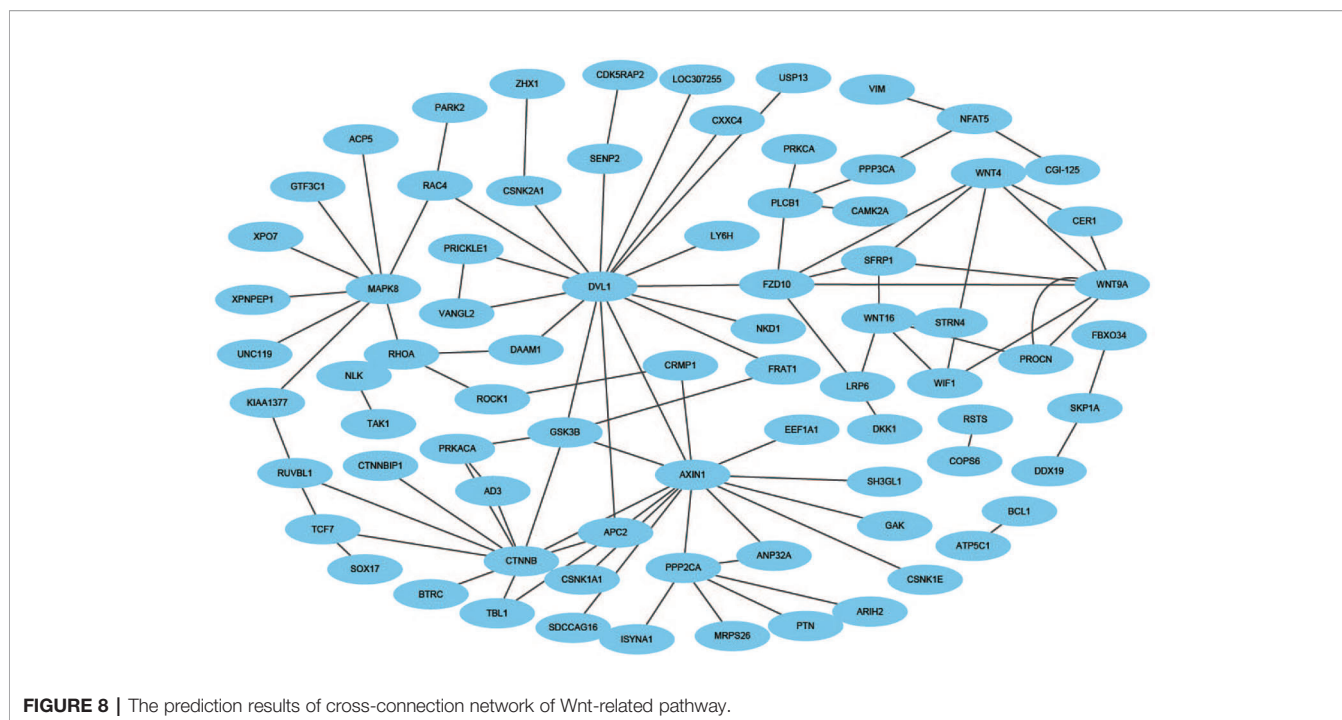 CDK5RAP2
LOC307255
USP13
ZHX1
VIM
PARK2
CXXC4
NFAT5
ACP5
PRKCA
SENP2
PPP3CA
WNT4
CGI-125
GTF3C1
RAC4
CSNK2A1
PLCB1
CAMK2A
CER1
XPO7
PRICKLE1
LY6H
SFRP1
MAPK8
DVL1
FZD10
WNT9A
XPNPEP1
VANGL2
NKD1
WNT16
STRN4
FBXO34
UNC119
RHOA
DAAM1
PROCN
CRMP1
FRAT1
NLK
LRP6
WIF1
KIAA1377
ROCK1
SKP1A
TAK1
GSK3B
EEF1A1
DKK1
RSTS
PRKACA
CTNNBIP1
COPS6
RUVBL1
AXIN1
DDX19
AD3
SH3GL1
BCL1
TCF7
APC2
GAK
ATP5C1
SOX17
CTNNB
ANP32A
PPP2CA
CSNK1A1
CSNK1E
BTRC
TBL1
ARIH2
SDCCAG16
ISYNA1
MRPS26
PTN
FIGURE 8 | The prediction results of cross-connection network of Wnt-related pathway.